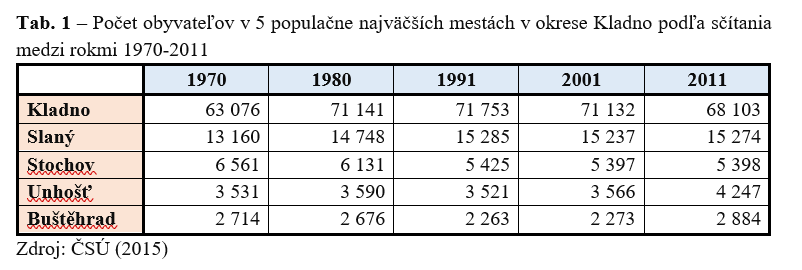 Tab. 1 – Počet obyvateľov v 5 populačne najväčších mestách v okrese Kladno podľa sčítania
medzi rokmi 1970-2011
1970 1980 1991 2001 2011
Kladno 63 076 71 141 71 753 71 132 68 103
Slaný 13 160 14 748 15 285 15 237 15 274
Stochov 6 561 6 131 5 425 5 397 5 398
Unhošť 3 531 3 590 3 521 3 566 4 247
Buštěhrad 2 714 2 676 2 263 2 273 2 884
Zdroj: ČSÚ (2015)